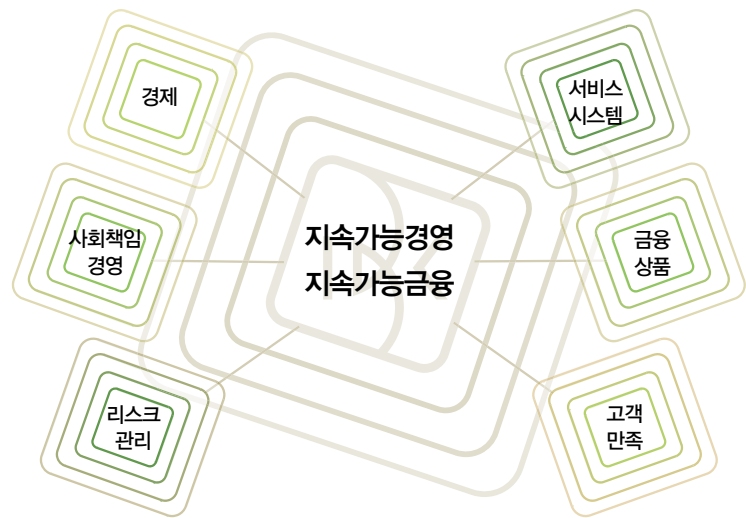 경제
서비스
시스템
사회책임
경영
지속가능경영
지속가능금융
금융
상품
리스크
관리
고객
만족